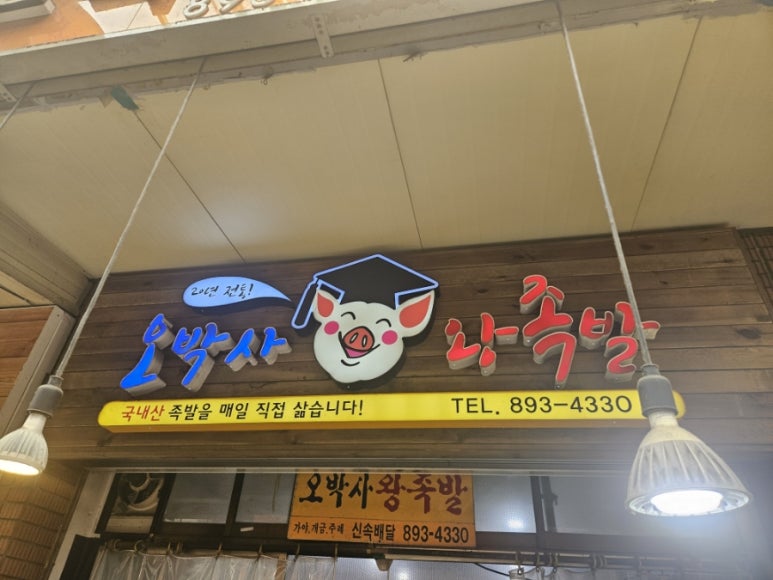 20년 전통!
오박사 왕족발
국내산 족발을 매일 직접 삶습니다! TEL. 893-4330
오박사왕족발
가야, 개금, 주례 신속배달 893-4330